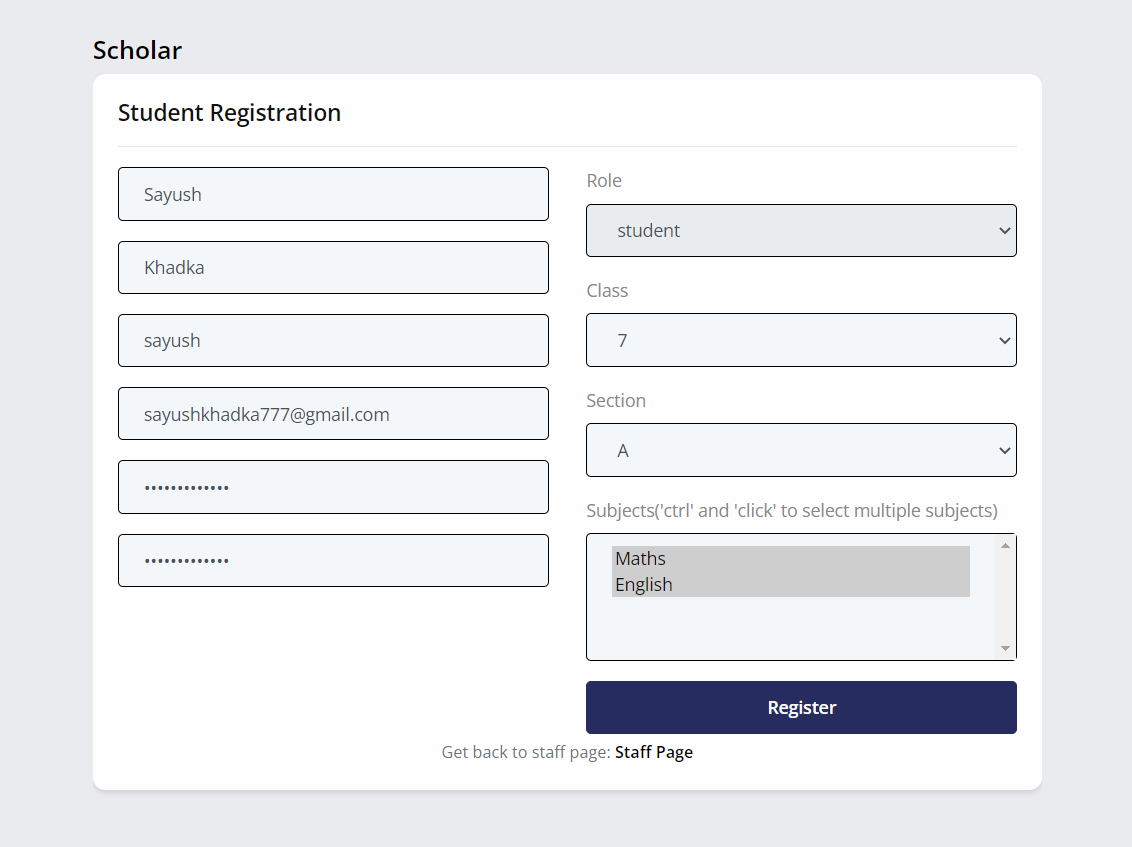 Scholar
Student Registration
Sayush
Khadka
sayush
sayushkhadka777@gmail.com
•••••••••••••
•••••••••••••
Role
student
Class
7
Section
A
Subjects('ctrl' and 'click' to select multiple subjects)
Maths
English
Register
Get back to staff page: Staff Page